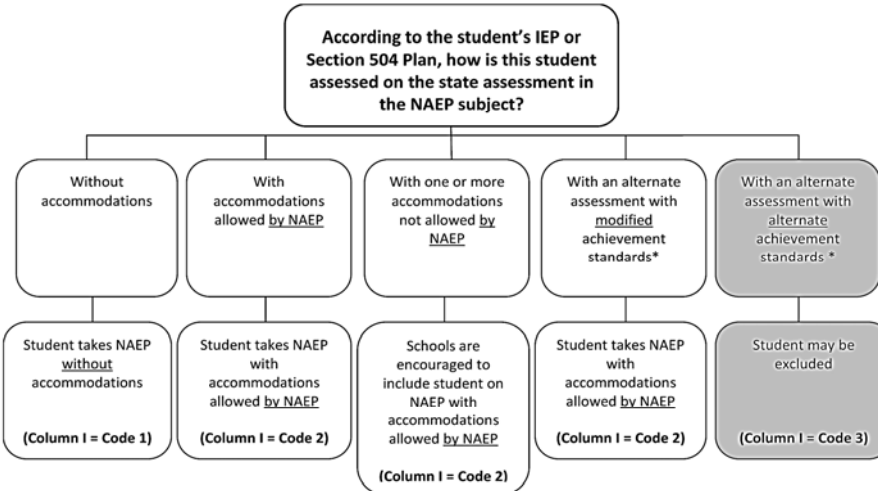 According to the student's IEP or
Section 504 Plan, how is this student
assessed on the state assessment in
the NAEP subject?
Without
accommodations
With
accommodations
allowed by NAEP
With one or more
accommodations
not allowed by
NAEP
With an alternate
assessment with
modified
achievement
standards*
With an alternate
assessment with
alternate
achievement
standards *
Student takes NAEP
without
accommodations
(Column I = Code 1)
Student takes NAEP
with
accommodations
allowed by NAEP
(Column I = Code 2)
Schools are
encouraged to
include student on
NAEP with
accommodations
allowed by NAEP
(Column I = Code 2)
Student takes NAEP
with
accommodations
allowed by NAEP
(Column I = Code 2)
Student may be
excluded
(Column I = Code 3)